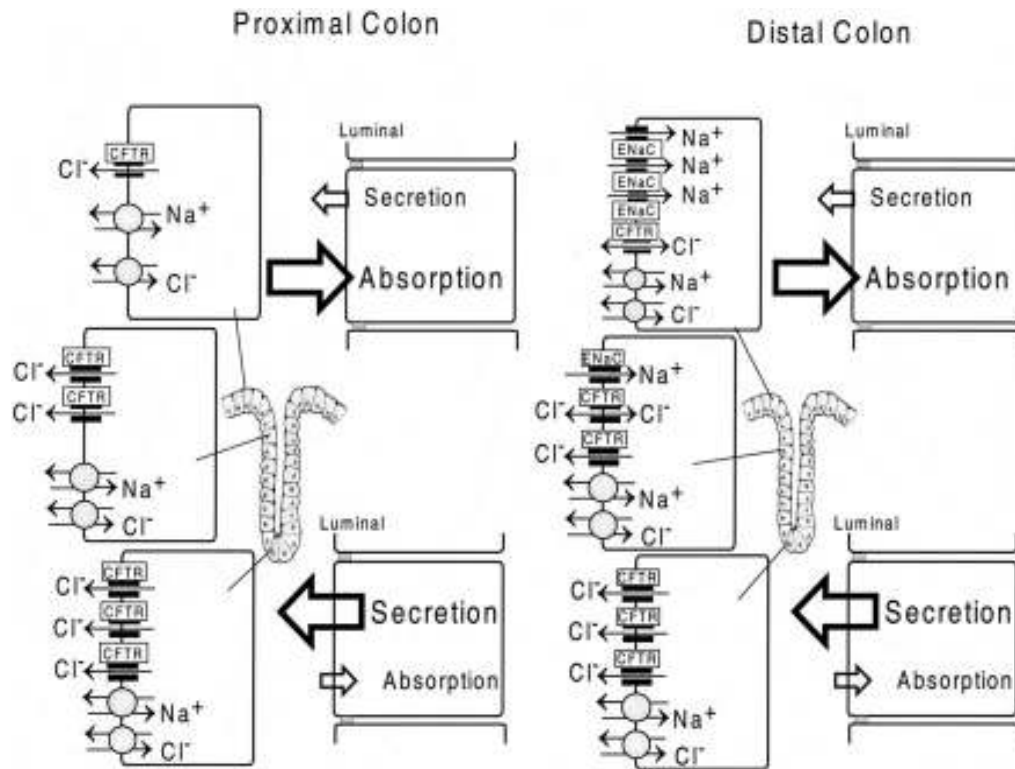 Proximal Colon
CFTR
Cl-
Na+
Cl-
Luminal
Secretion
Absorption
CFTR
Cl-
CFTR
Cl-
Na+
Cl-
CFTR
Cl-
CFTR
Cl-
CFTR
Cl-
Na+
Cl-
Luminal
Secretion
Absorption
Distal Colon
Na+
ENaC
Na+
ENaC
Na+
ENaC
CFTR
Cl-
Na+
Cl-
Luminal
Secretion
Absorption
ENaC
Na+
CFTR
Cl- Cl-
CFTR
Cl-
Na+
Cl-
CFTR
Cl-
CFTR
Cl-
CFTR
Cl-
Na+
Cl-
Luminal
Secretion
Absorption